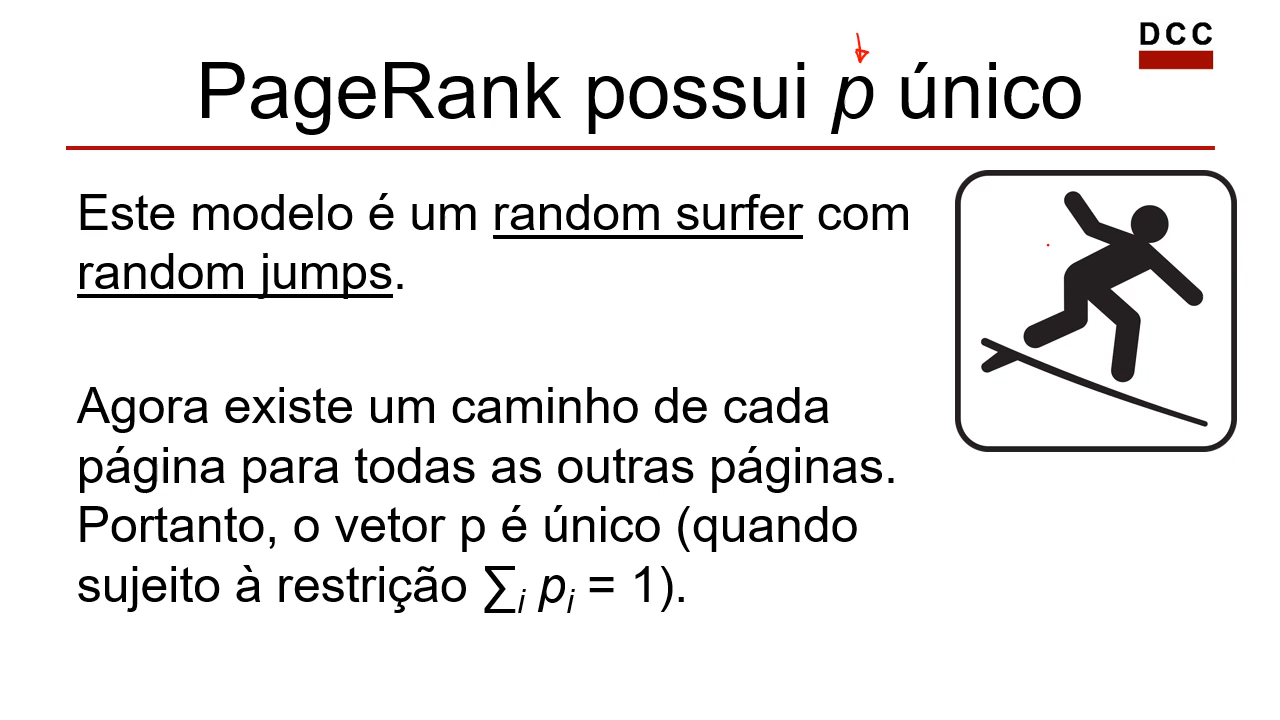 DCC
PageRank possui p único
Este modelo é um random surfer com
random jumps.
Agora existe um caminho de cada
página para todas as outras páginas.
Portanto, o vetor p é único (quando
sujeito à restrição ∑i pi = 1).